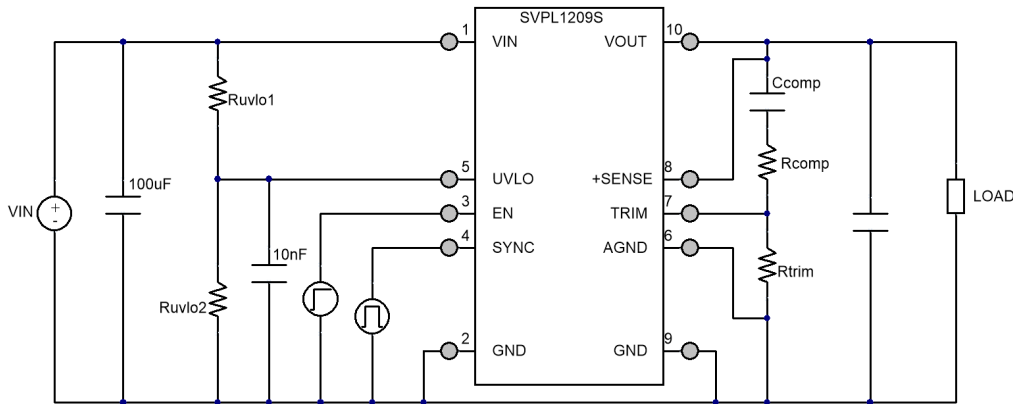 SVPL1209S
1 VIN VOUT 10
Ccomp
Ruvlo1
Rcomp
5 UVLO +SENSE 8
100uF
LOAD
VIN + -
3 EN TRIM 7
4 SYNC AGND 6
10nF
Rtrim
Ruvlo2
2 GND GND 9